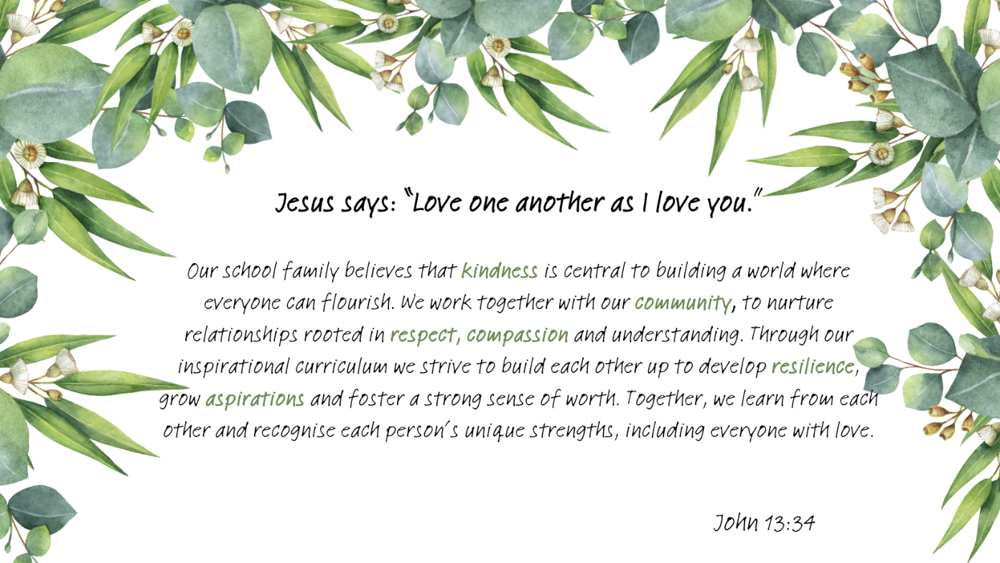 Jesus says: “Love one another as I love you.”
Our school family believes that kindness is central to building a world where
everyone can flourish. We work together with our community, to nurture
relationships rooted in respect, compassion and understanding. Through our
inspirational curriculum we strive to build each other up to develop resilience,
grow aspirations and foster a strong sense of worth. Together, we learn from each
other and recognise each person's unique strengths, including everyone with love.
John 13:34